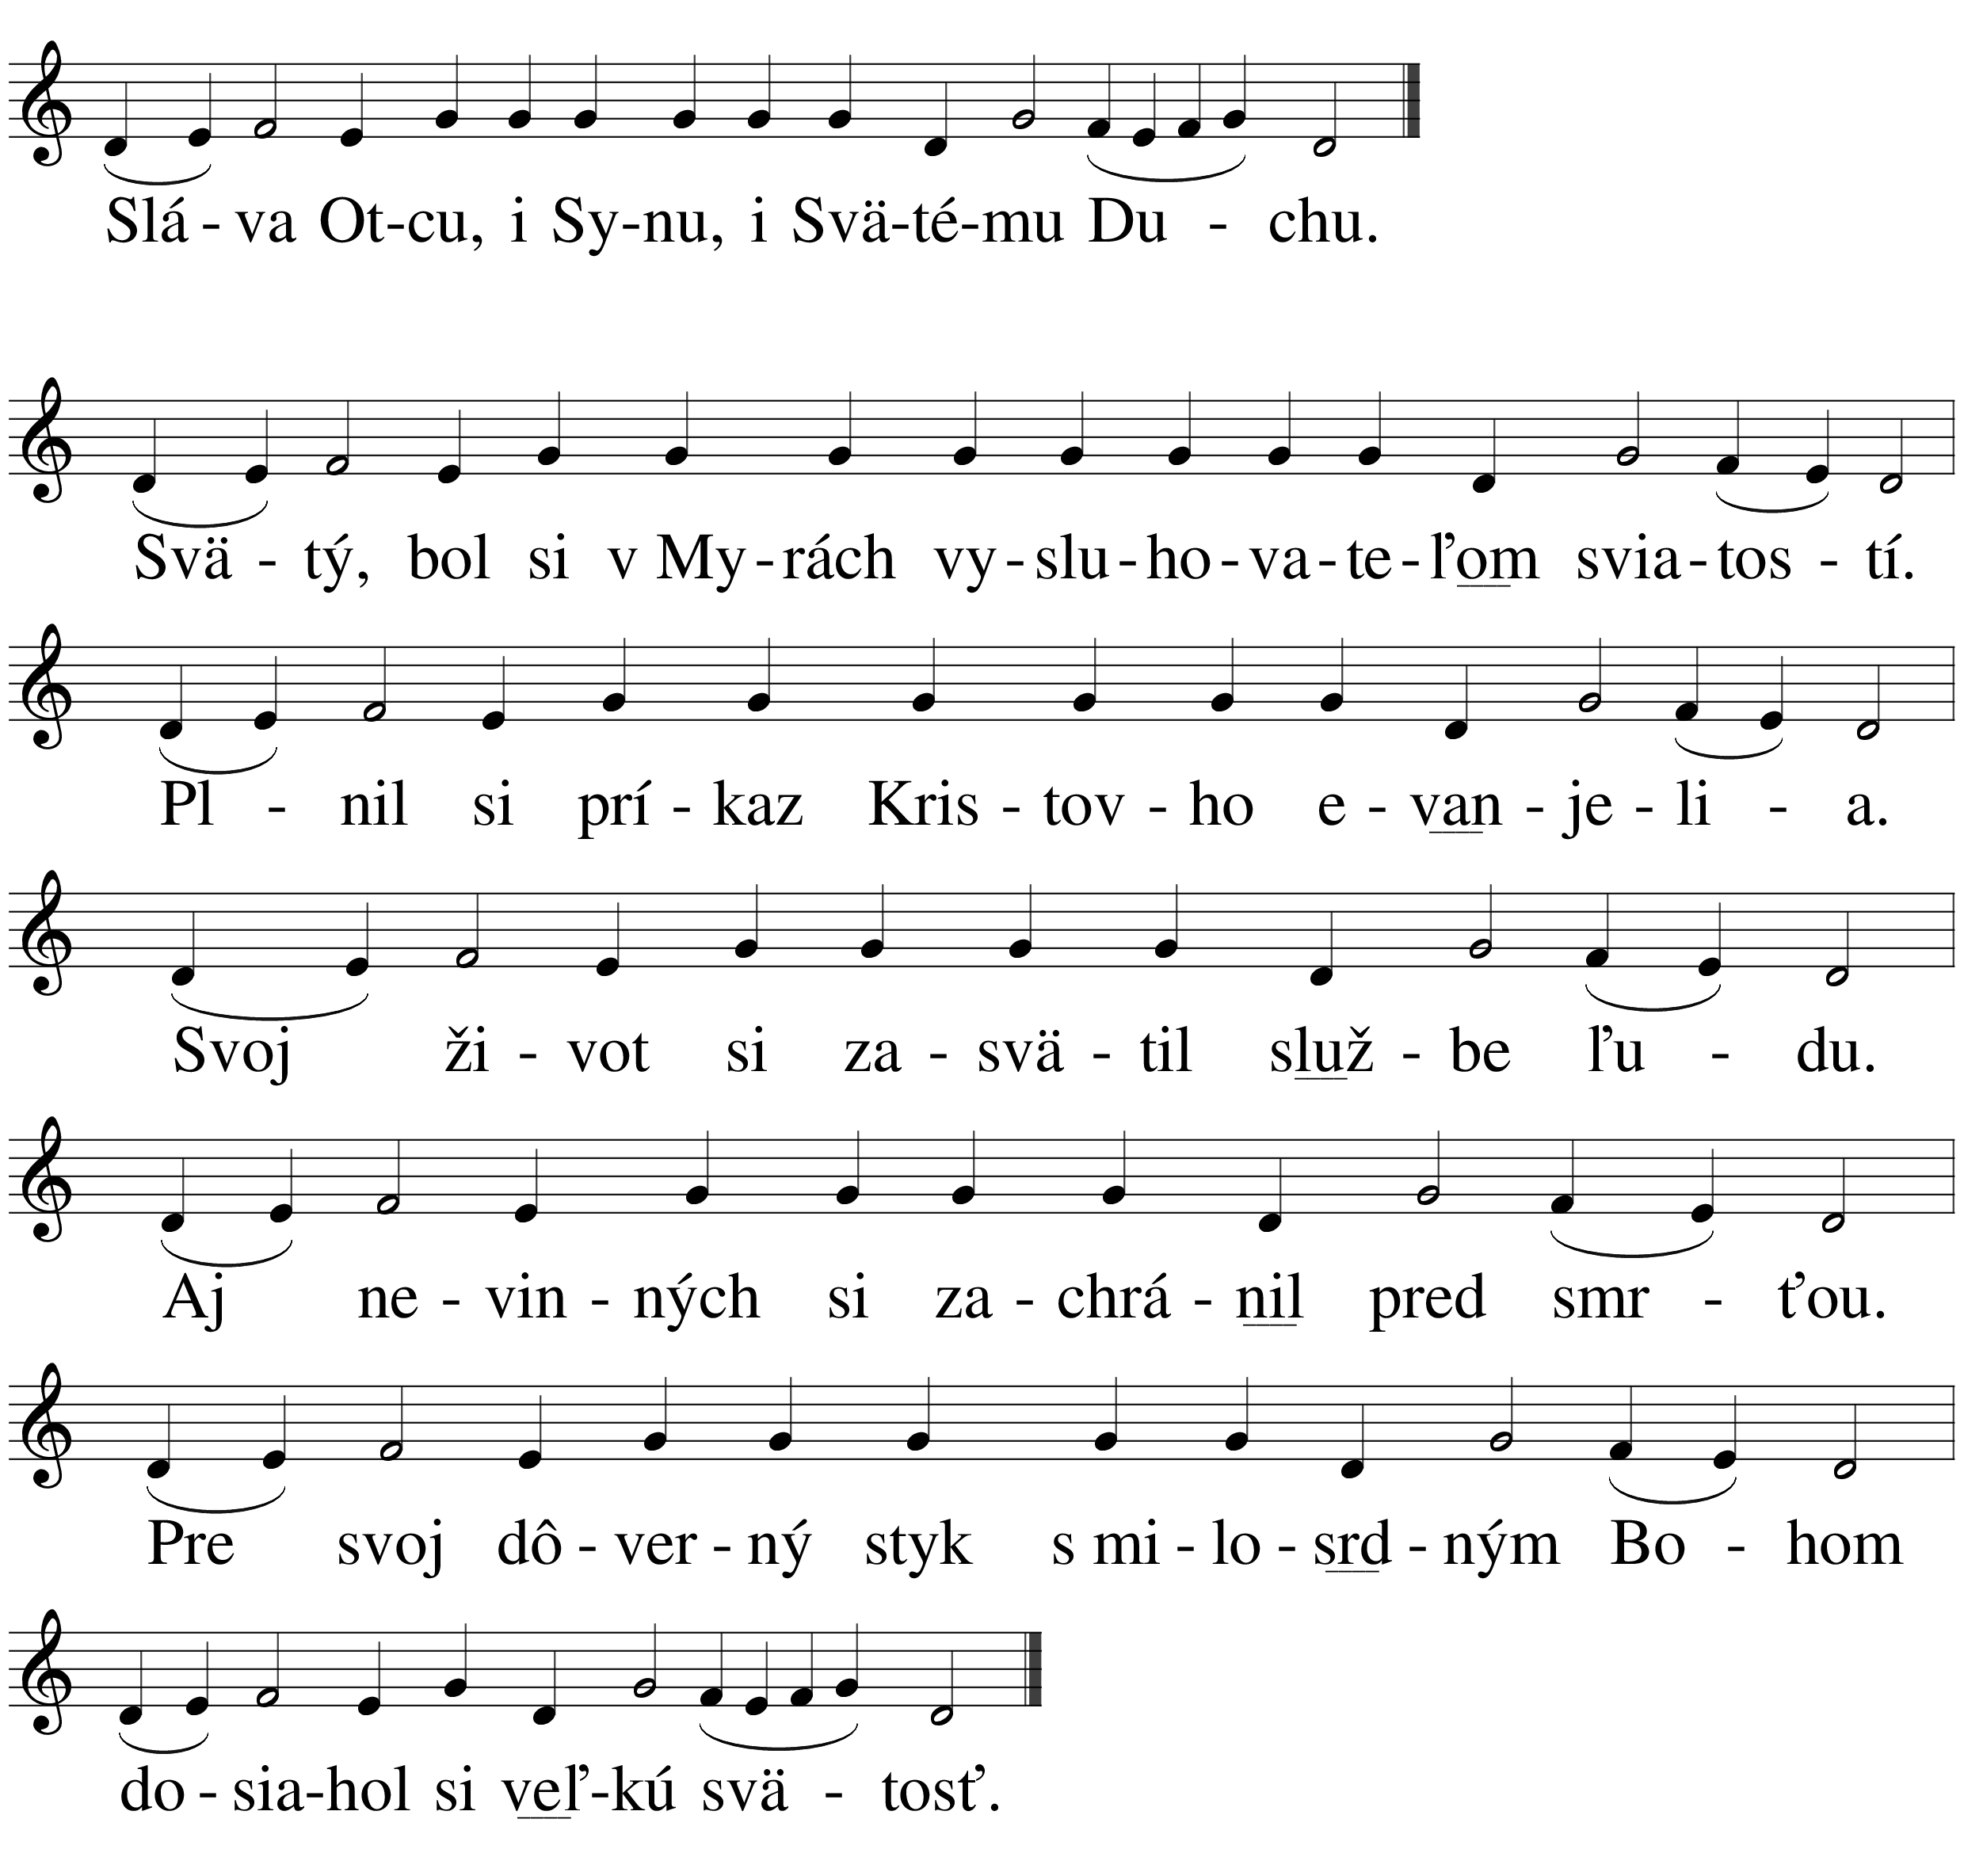 Slá - va Ot-cu, i Sy-nu, i Svä-té-mu Du - chu.
Svä - tý, bol si v My-rách vy-slu-ho-va-te-ľom svia-tos - tí.
Pl - nil si prí - kaz Kris - tov - ho e - van - je - li - a.
Svoj ži - vot si za - svä - til služ - be ľu - du.
Aj ne - vin - ných si za - chrá - nil pred smr - ťou.
Pre svoj dô - ver - ný styk s mi - lo - srd - ným Bo - hom
do - sia-hol si veľ-kú svä - tosť.